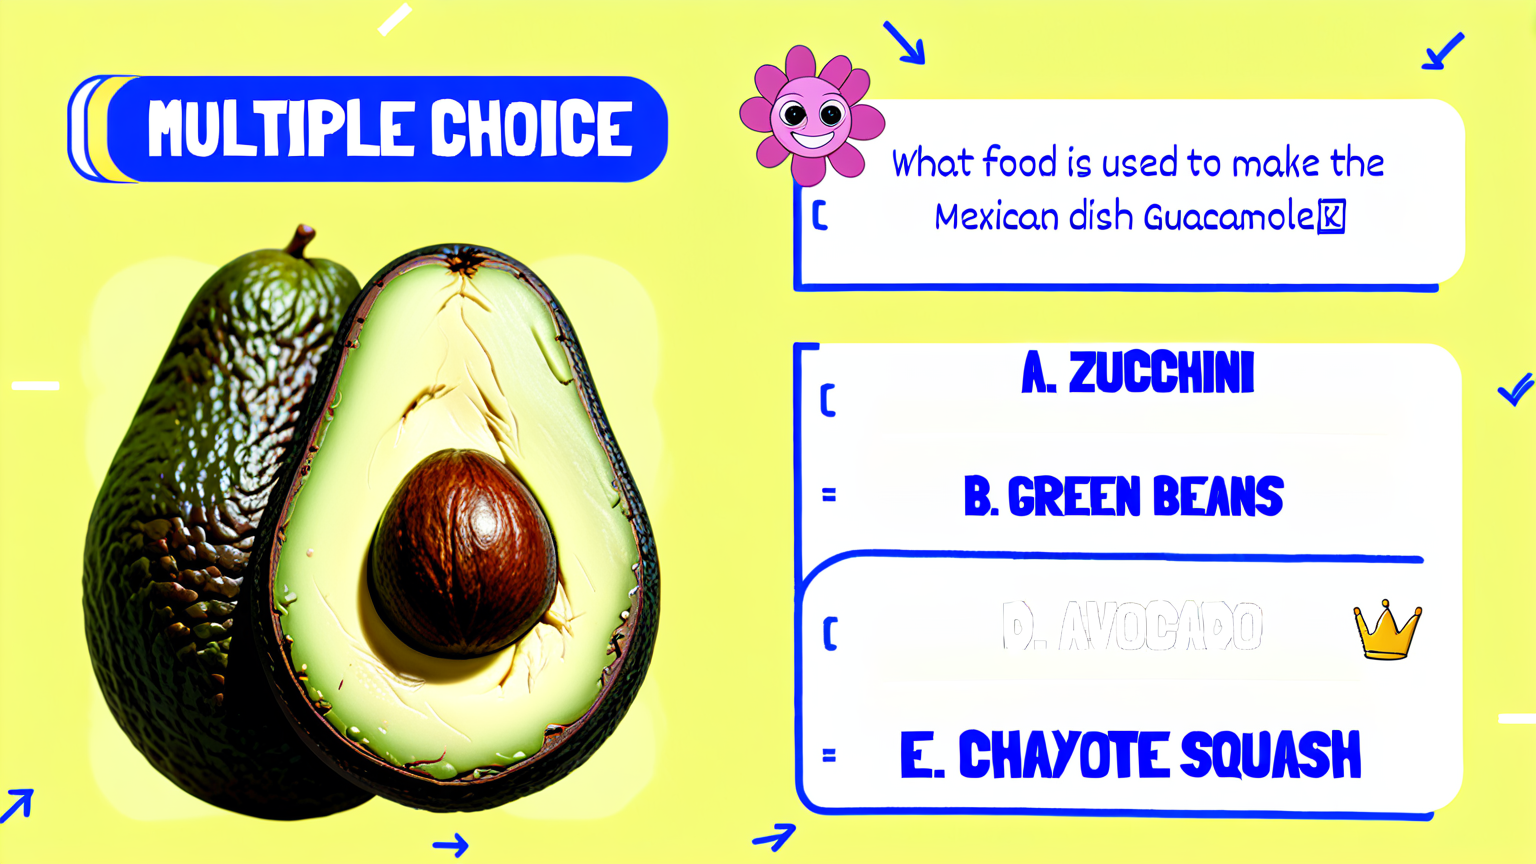 MULTIPLE CHOICE
What food is used to make the
Mexican dish Guacamole🅺
A. ZUCCHINI
B. GREEN BEANS
D. AVOCADO
E. CHAYOTE SQUASH